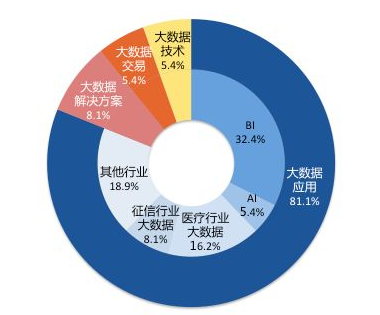 大数据
技术
5.4%
大数据
交易
5.4%
大数据
解决方案
8.1%
BI
32.4%
大数据
应用
81.1%
AI
5.4%
医疗行业
大数据
16.2%
征信行业
大数据
8.1%
其他行业
18.9%